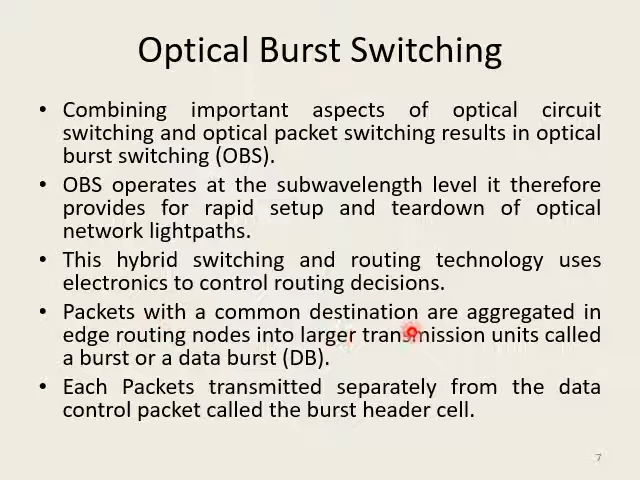 Optical Burst Switching
• Combining important aspects of optical circuit
switching and optical packet switching results in optical
burst switching (OBS).
• OBS operates at the subwavelength level it therefore
provides for rapid setup and teardown of optical
network lightpaths.
• This hybrid switching and routing technology uses
electronics to control routing decisions.
• Packets with a common destination are aggregated in
edge routing nodes into larger transmission units called
a burst or a data burst (DB).
• Each Packets transmitted separately from the data
control packet called the burst header cell.
7